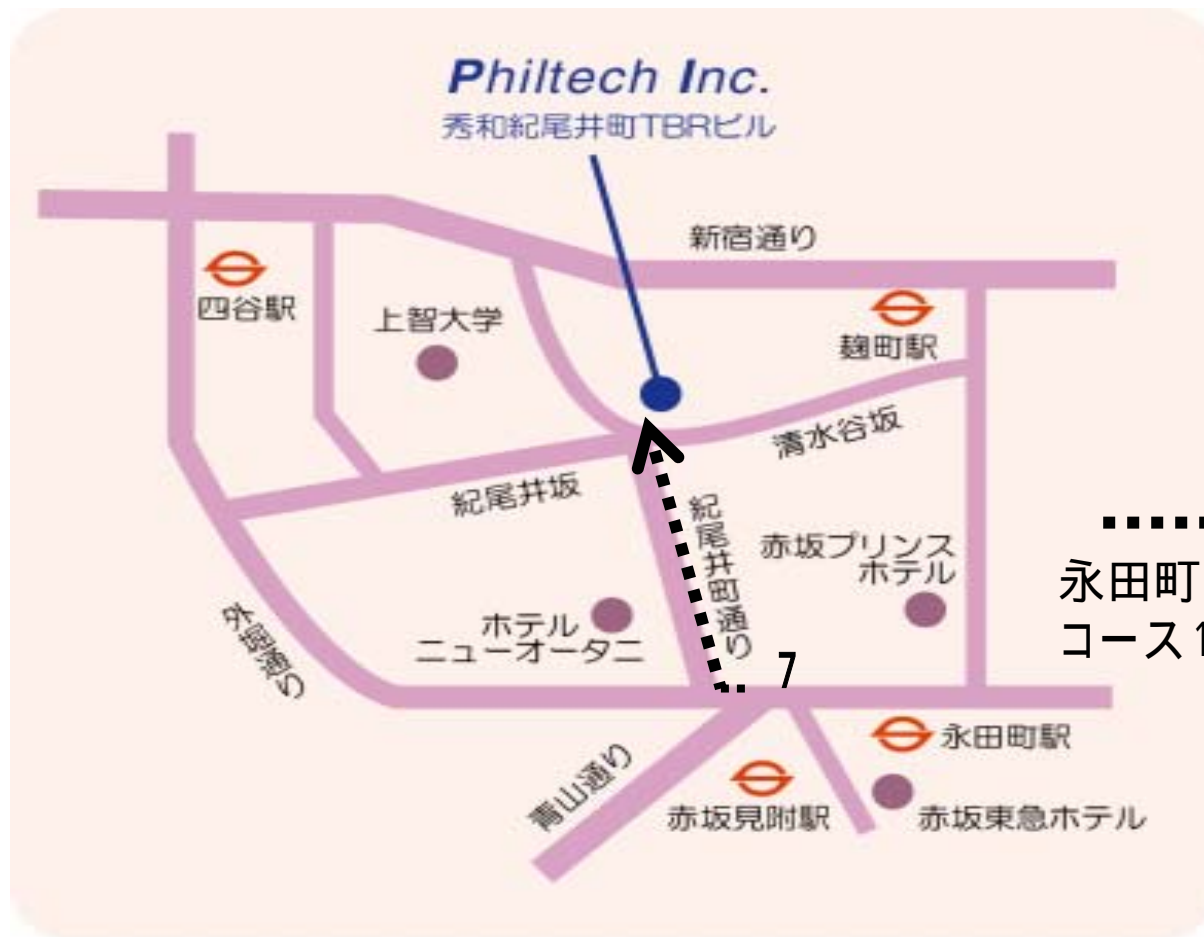 Philtech Inc.
秀和紀尾井町TBRビル
新宿通り
四谷駅
上智大学
麹町駅
清水谷坂
紀尾井坂
紀尾井町通り
赤坂プリンス
ホテル
永田町
コース1
ホテル
ニューオータニ
外堀通り
7
永田町駅
青山通り
赤坂見附駅
赤坂東急ホテル